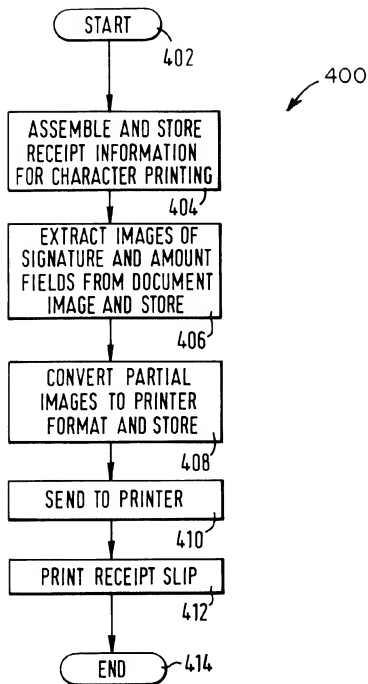 START
402
400
ASSEMBLE AND STORE
RECEIPT INFORMATION
FOR CHARACTER PRINTING
404
EXTRACT IMAGES OF
SIGNATURE AND AMOUNT
FIELDS FROM DOCUMENT
IMAGE AND STORE
406
CONVERT PARTIAL
IMAGES TO PRINTER
FORMAT AND STORE
408
SEND TO PRINTER
410
PRINT RECEIPT SLIP
412
END
414